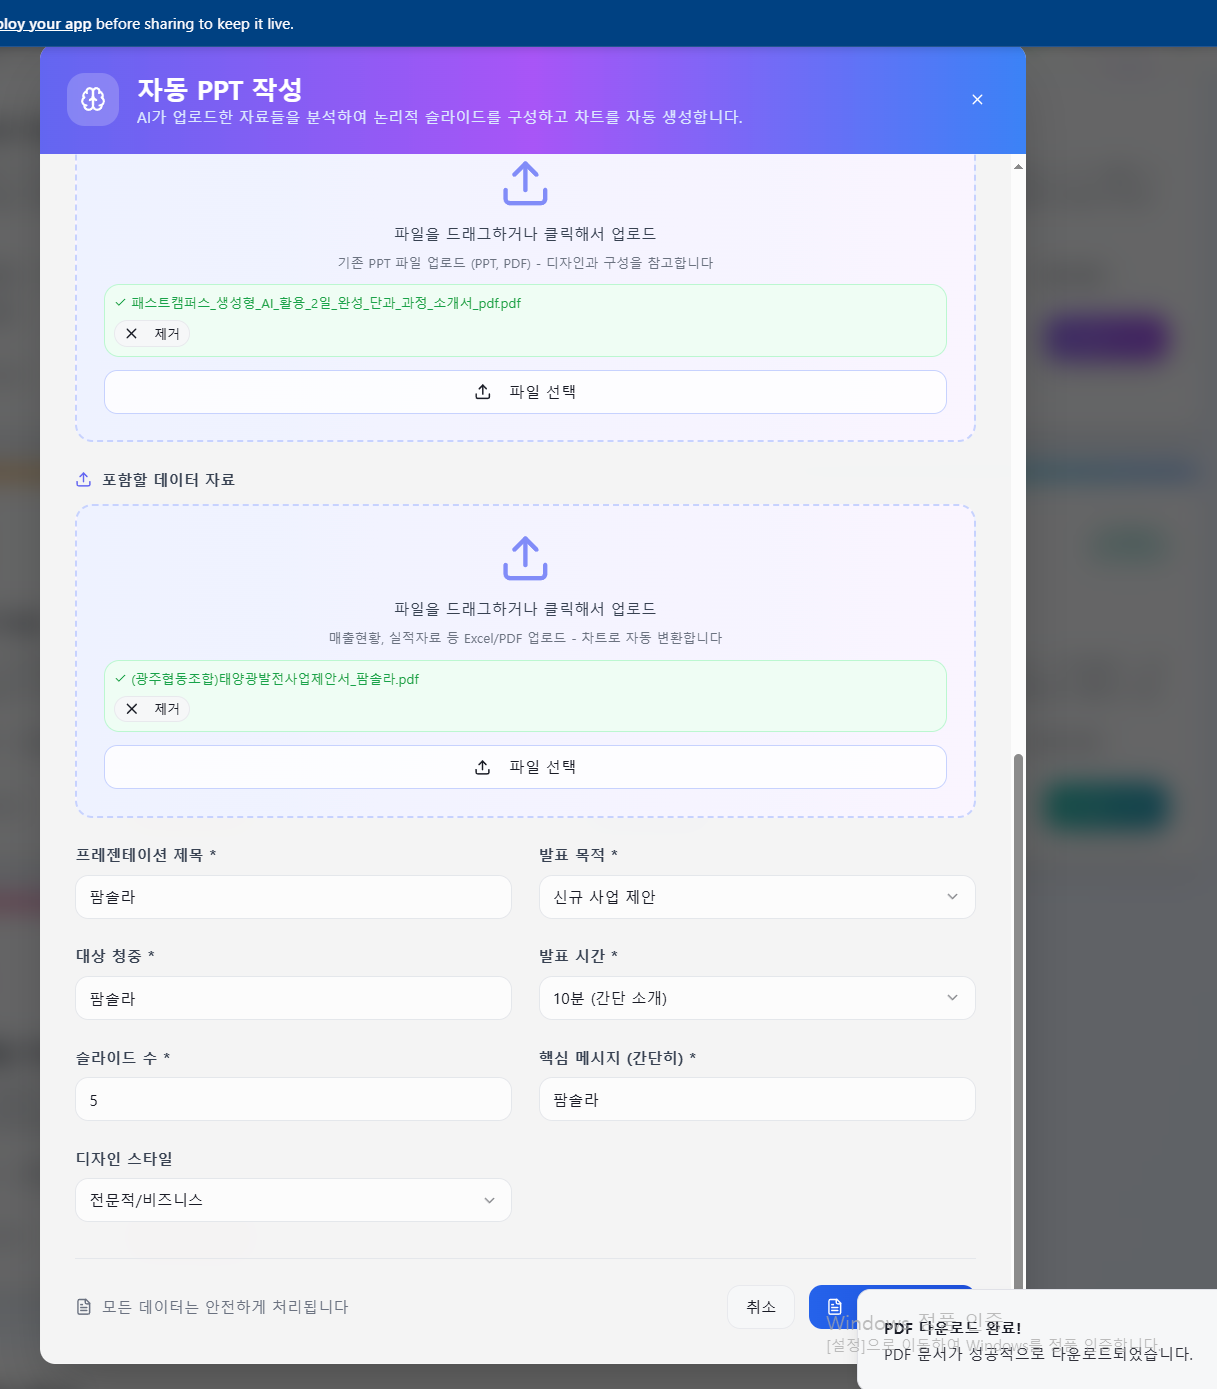 ploy your app before sharing to keep it live.
자동 PPT 작성
AI가 업로드한 자료들을 분석하여 논리적 슬라이드를 구성하고 차트를 자동 생성합니다.
파일을 드래그하거나 클릭해서 업로드
기존 PPT 파일 업로드 (PPT, PDF) - 디자인과 구성을 참고합니다
✓ 패스트캠퍼스_생성형_AI_활용_2일_완성_단과_과정_소개서_pdf.pdf
제거
파일 선택
포함할 데이터 자료
파일을 드래그하거나 클릭해서 업로드
매출현황, 실적자료 등 Excel/PDF 업로드 - 차트로 자동 변환합니다
✓ (광주협동조합)태양광발전사업제안서_팜솔라.pdf
제거
파일 선택
프레젠테이션 제목 *
발표 목적 *
팜솔라
신규 사업 제안
대상 청중 *
발표 시간 *
팜솔라
10분 (간단 소개)
슬라이드 수 *
핵심 메시지 (간단히) *
5
팜솔라
디자인 스타일
전문적/비즈니스
모든 데이터는 안전하게 처리됩니다
취소
Windows 정품 인증
[설정]으로 이동하여 Windows를 정품 인증합니다.
PDF 다운로드 완료!
PDF 문서가 성공적으로 다운로드되었습니다.